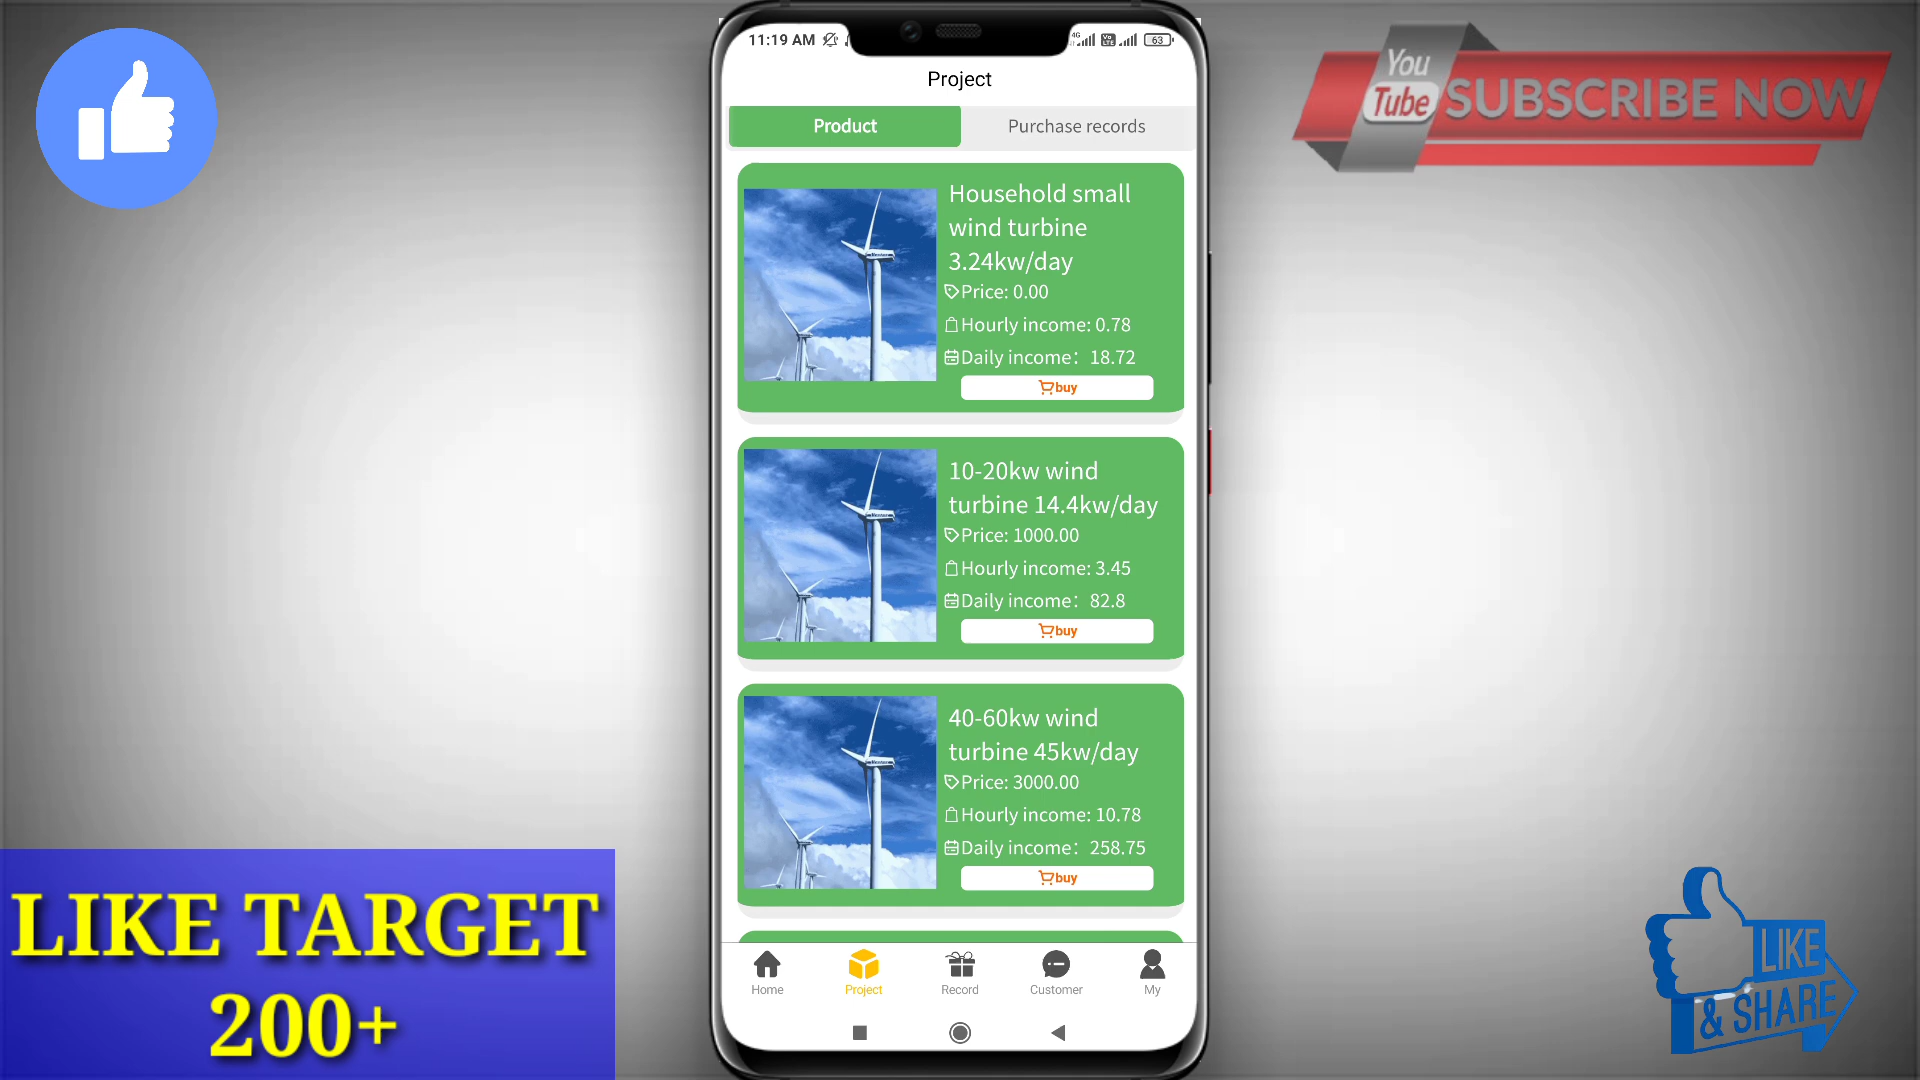 11:19 AM
4G
Vo
LTE
63
Project
Product
Purchase records
Household small
wind turbine
3.24kw/day
Price: 0.00
Hourly income: 0.78
Daily income: 18.72
buy
10-20kw wind
turbine 14.4kw/day
Price: 1000.00
Hourly income: 3.45
Daily income: 82.8
buy
40-60kw wind
turbine 45kw/day
Price: 3000.00
Hourly income: 10.78
Daily income: 258.75
buy
Home
Project
Record
Customer
My
You
Tube SUBSCRIBE NOW
LIKE TARGET
200+
LIKE
& SHARE